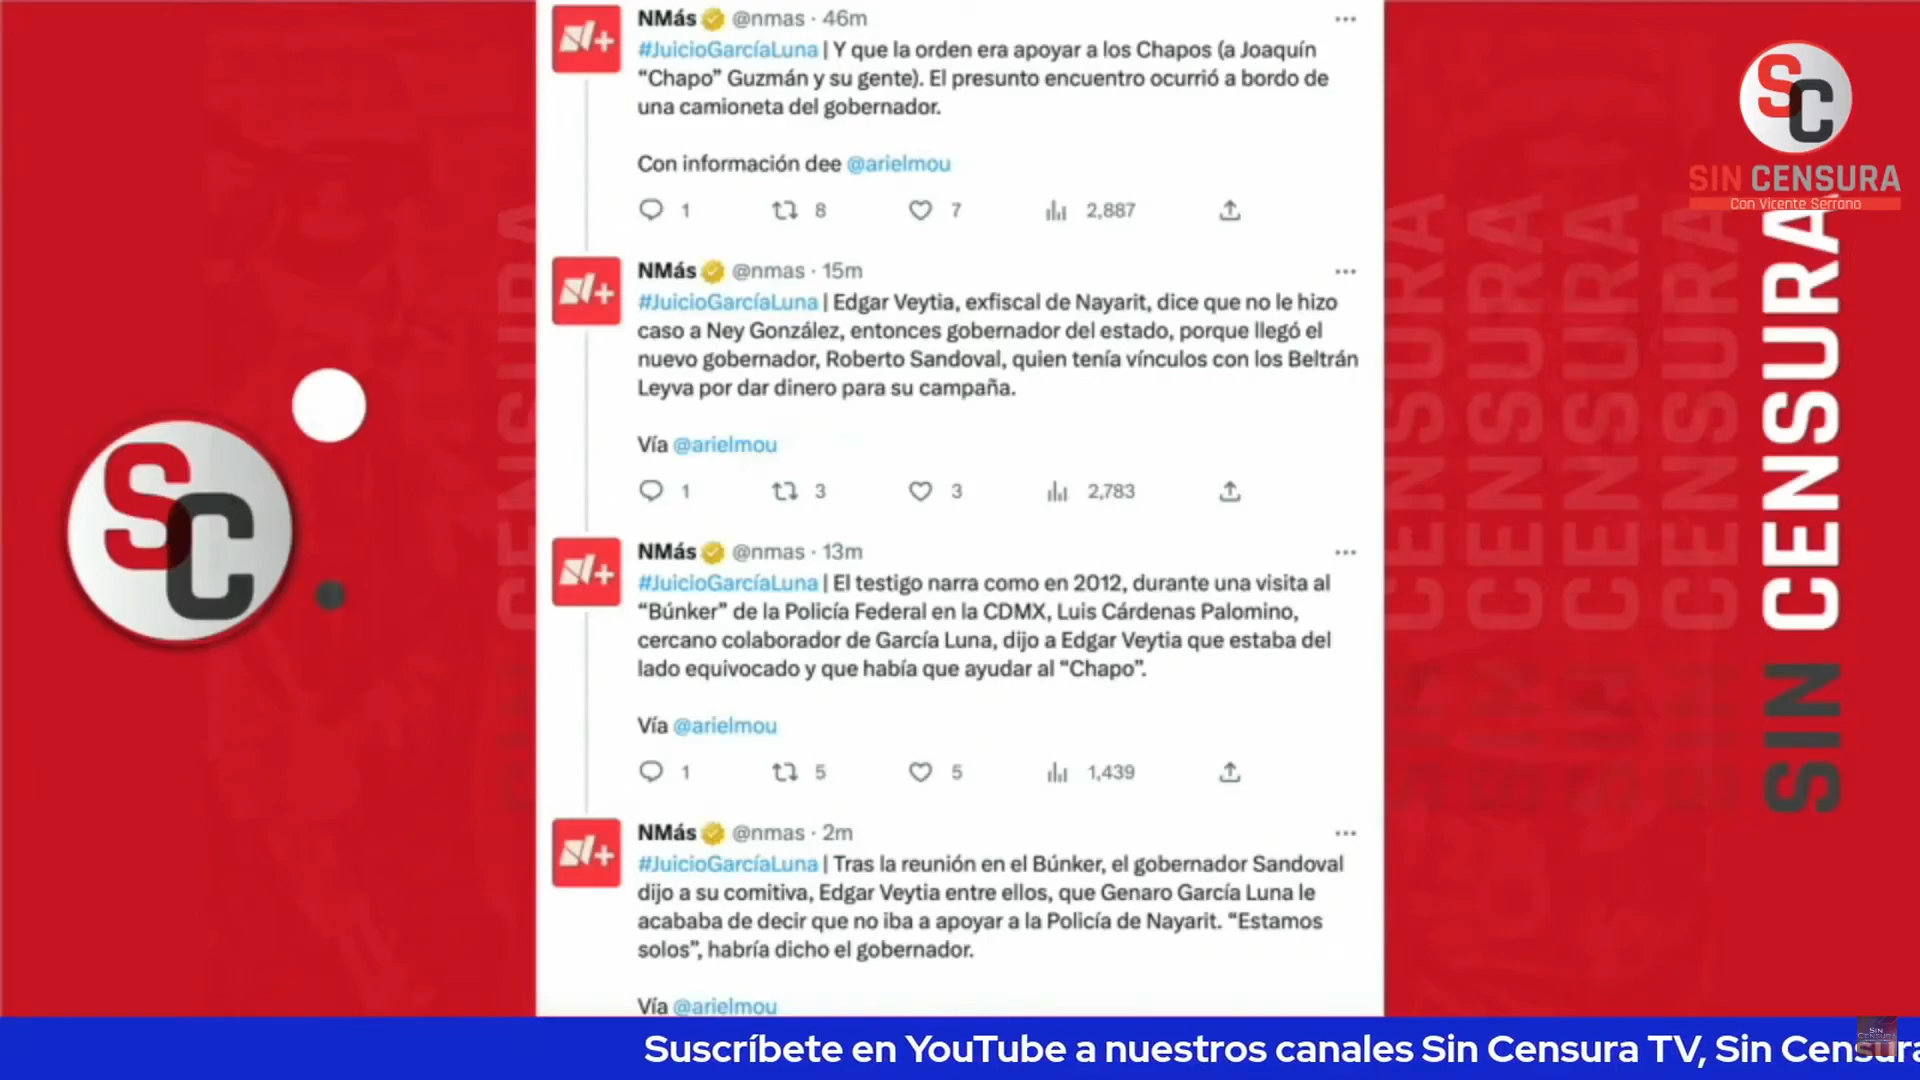 NMás @nmas · 46m
#JuicioGarcíaLuna | Y que la orden era apoyar a los Chapos (a Joaquín
“Chapo” Guzmán y su gente). El presunto encuentro ocurrió a bordo de
una camioneta del gobernador.
Con información dee @arielmou
1 8 7 2,887
NMás @nmas · 15m
#JuicioGarcíaLuna | Edgar Veytia, exfiscal de Nayarit, dice que no le hizo
caso a Ney González, entonces gobernador del estado, porque llegó el
nuevo gobernador, Roberto Sandoval, quien tenía vínculos con los Beltrán
Leyva por dar dinero para su campaña.
Vía @arielmou
1 3 3 2,783
NMás @nmas · 13m
#JuicioGarcíaLuna | El testigo narra como en 2012, durante una visita al
“Búnker” de la Policía Federal en la CDMX, Luis Cárdenas Palomino,
cercano colaborador de García Luna, dijo a Edgar Veytia que estaba del
lado equivocado y que había que ayudar al “Chapo”.
Vía @arielmou
1 5 5 1,439
NMás @nmas · 2m
#JuicioGarcíaLuna | Tras la reunión en el Búnker, el gobernador Sandoval
dijo a su comitiva, Edgar Veytia entre ellos, que Genaro García Luna le
acababa de decir que no iba a apoyar a la Policía de Nayarit. “Estamos
solos”, habría dicho el gobernador.
Vía @arielmou
SC
SC
SIN CENSURA
Con Vicente Serrano
SIN CENSURA
CENSURA
CENSURA
CENSURA
CENSURA
SIN CENSURA
Suscríbete en YouTube a nuestros canales Sin Censura TV, Sin Censura
SIN
CENSURA